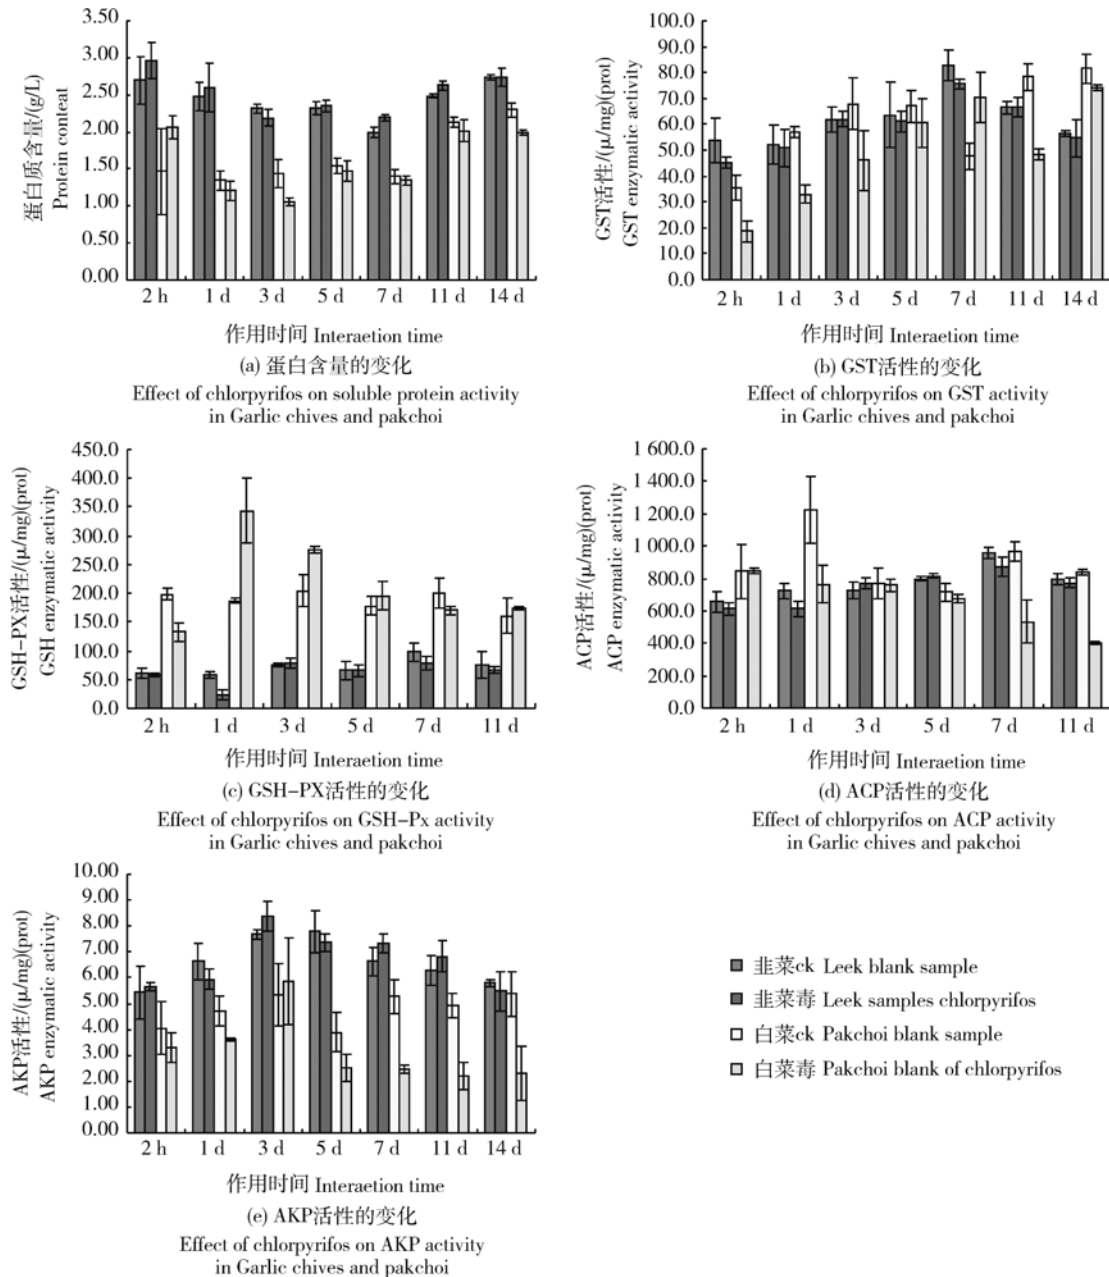 3.50
3.00
2.50
2.00
1.50
1.00
0.50
0.00
蛋白质含量/(g/L)
Protein conteat
2 h 1 d 3 d 5 d 7 d 11 d 14 d
作用时间 Interaetion time
(a) 蛋白含量的变化
Effect of chlorpyrifos on soluble protein activity
in Garlic chives and pakchoi
100.0
90.0
80.0
70.0
60.0
50.0
40.0
30.0
20.0
10.0
0.0
GST活性/(μ/mg)(prot)
GST enzymatic activity
2 h 1 d 3 d 5 d 7 d 11 d 14 d
作用时间 Interaetion time
(b) GST活性的变化
Effect of chlorpyrifos on GST activity
in Garlic chives and pakchoi
450.0
400.0
350.0
300.0
250.0
200.0
150.0
100.0
50.0
0.0
GSH-PX活性/(μ/mg)(prot)
GSH enzymatic activity
2 h 1 d 3 d 5 d 7 d 11 d
作用时间 Interaetion time
(c) GSH-PX活性的变化
Effect of chlorpyrifos on GSH-Px activity
in Garlic chives and pakchoi
1 600.0
1 400.0
1 200.0
1 000.0
800.0
600.0
400.0
200.0
0.0
ACP活性/(μ/mg)(prot)
ACP enzymatic activity
2 h 1 d 3 d 5 d 7 d 11 d
作用时间 Interaetion time
(d) ACP活性的变化
Effect of chlorpyrifos on ACP activity
in Garlic chives and pakchoi
10.00
9.00
8.00
7.00
6.00
5.00
4.00
3.00
2.00
1.00
0.00
AKP活性/(μ/mg)(prot)
AKP enzymatic activity
2 h 1 d 3 d 5 d 7 d 11 d 14 d
作用时间 Interaetion time
(e) AKP活性的变化
Effect of chlorpyrifos on AKP activity
in Garlic chives and pakchoi
韭菜ck Leek blank sample
韭菜毒 Leek samples chlorpyrifos
白菜ck Pakchoi blank sample
白菜毒 Pakchoi blank of chlorpyrifos